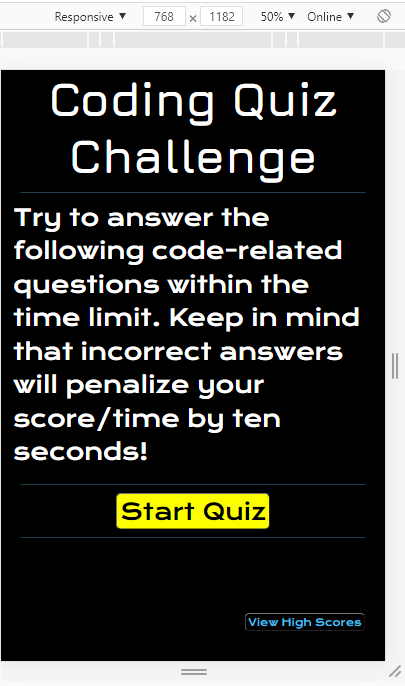 Responsive ▼ 768 × 1182 50% ▼ Online ▼
Coding Quiz
Challenge
Try to answer the
following code-related
questions within the
time limit. Keep in mind
that incorrect answers
will penalize your
score/time by ten
seconds!
Start Quiz
View High Scores